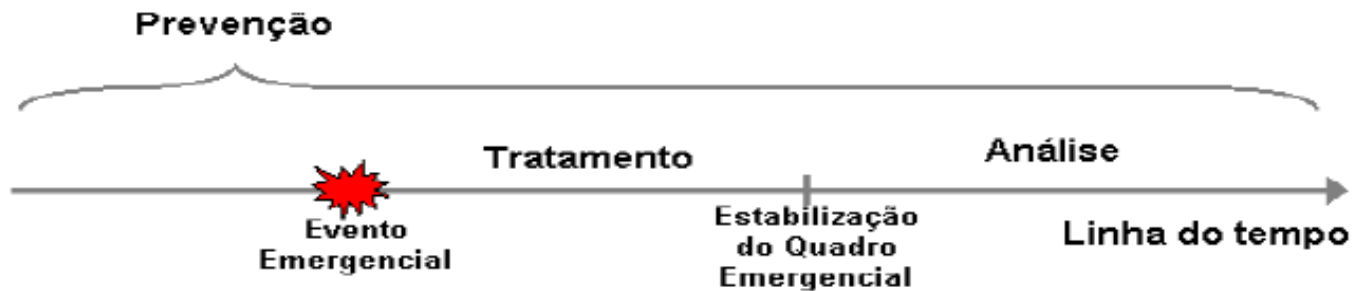 Prevenção
Tratamento
Análise
Evento
Emergencial
Estabilização
do Quadro
Emergencial
Linha do tempo